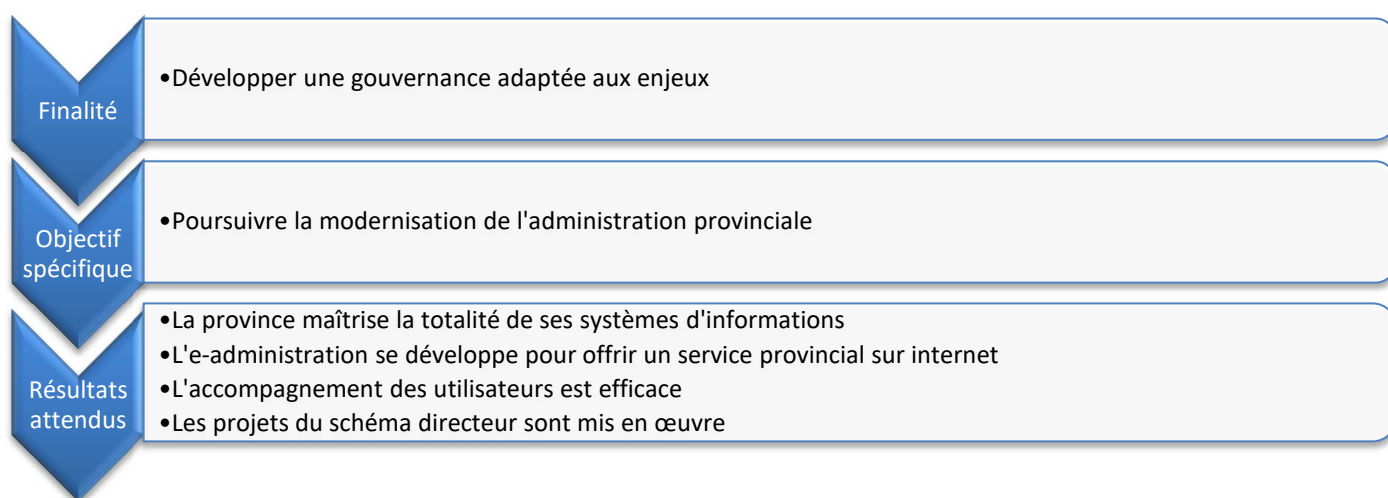 Finalité
•Développer une gouvernance adaptée aux enjeux
Objectif
spécifique
•Poursuivre la modernisation de l'administration provinciale
Résultats
attendus
•La province maîtrise la totalité de ses systèmes d'informations
•L'e-administration se développe pour offrir un service provincial sur internet
•L'accompagnement des utilisateurs est efficace
•Les projets du schéma directeur sont mis en œuvre